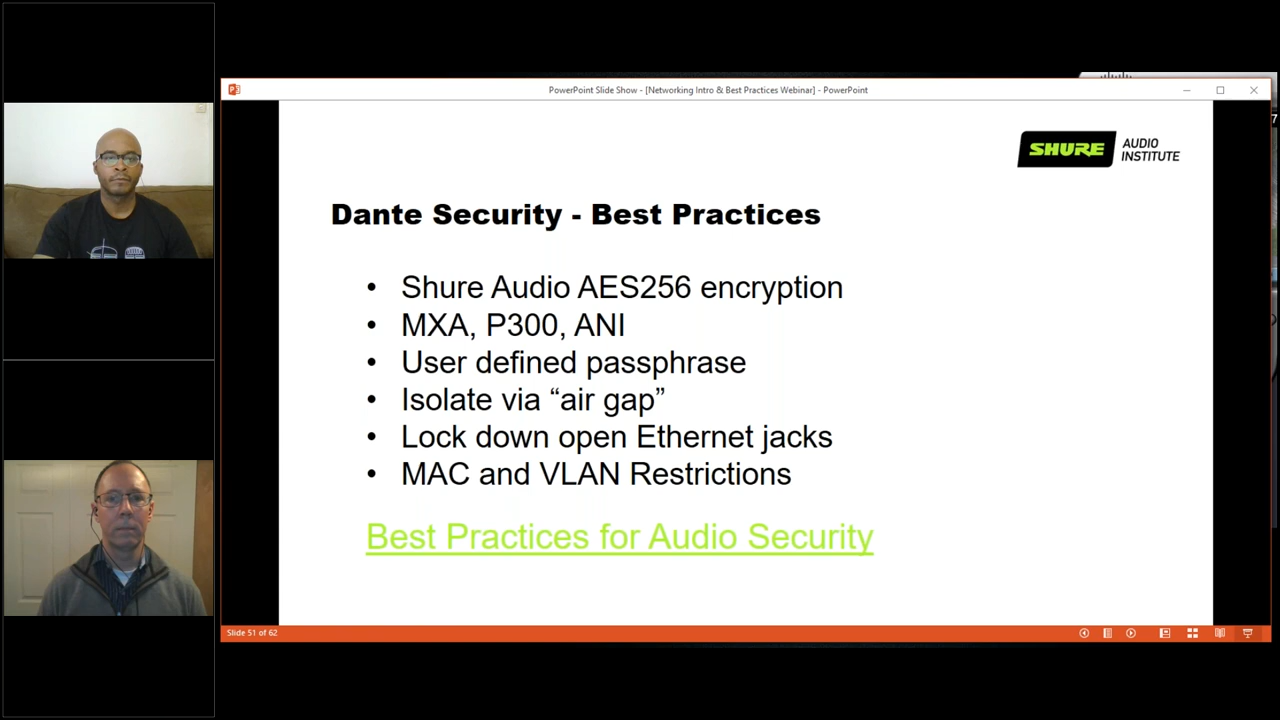 PowerPoint Slide Show - [Networking Intro & Best Practices Webinar] - PowerPoint
7
SHURE AUDIO INSTITUTE
Dante Security - Best Practices
• Shure Audio AES256 encryption
• MXA, P300, ANI
• User defined passphrase
• Isolate via “air gap”
• Lock down open Ethernet jacks
• MAC and VLAN Restrictions
Best Practices for Audio Security
Slide 51 of 62